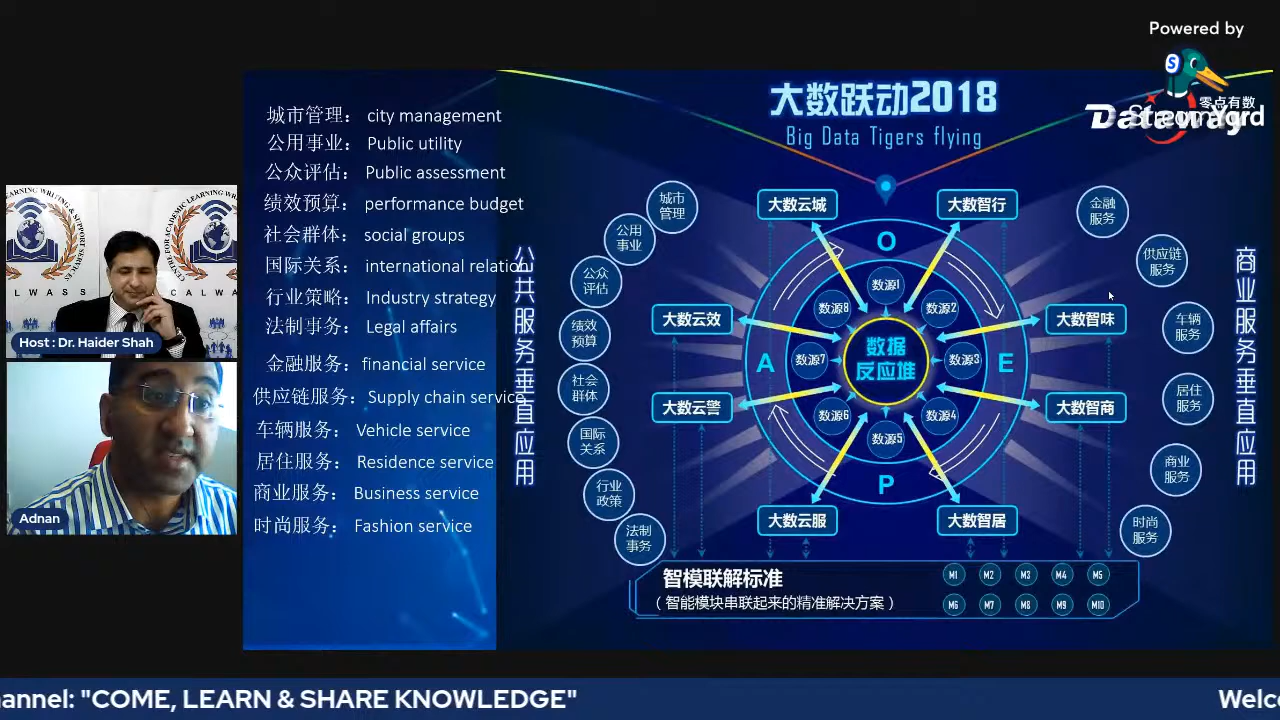 Powered by
StreamYard
零点有数
Dataway
大数跃动2018
Big Data Tigers flying
城市管理： city management
公用事业： Public utility
公众评估： Public assessment
绩效预算： performance budget
社会群体： social groups
国际关系： international relation
行业策略： Industry strategy
法制事务： Legal affairs
金融服务： financial service
供应链服务： Supply chain service
车辆服务： Vehicle service
居住服务： Residence service
商业服务： Business service
时尚服务： Fashion service
公共服务垂直应用
城市
管理
公用
事业
公众
评估
绩效
预算
社会
群体
国际
关系
行业
政策
法制
事务
大数云城
大数智行
大数云效
大数智味
大数云警
大数智商
大数云服
大数智居
O
A
E
P
数源1
数源2
数源3
数源4
数源5
数源6
数源7
数源8
数据
反应堆
金融
服务
供应链
服务
车辆
服务
居住
服务
商业
服务
时尚
服务
商业服务垂直应用
智模联解标准
（智能模块串联起来的精准解决方案）
M1 M2 M3 M4 M5
M6 M7 M8 M9 M10
CALWASS
Host : Dr. Haider Shah
Adnan
annel: "COME, LEARN & SHARE KNOWLEDGE"
Welc